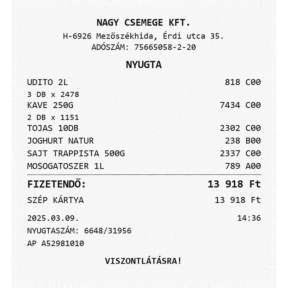 NAGY CSEMEGE KFT.
H-6926 Mezőszékhida, Érdi utca 35.
ADÓSZÁM: 75665058-2-20
NYUGTA
UDITO 2L 818 C00
3 DB x 2478
KAVE 250G 7434 C00
2 DB x 1151
TOJAS 10DB 2302 C00
JOGHURT NATUR 238 B00
SAJT TRAPPISTA 500G 2337 C00
MOSOGATOSZER 1L 789 A00
FIZETENDŐ: 13 918 Ft
SZÉP KÁRTYA 13 918 Ft
2025.03.09. 14:36
NYUGTASZÁM: 6648/31956
AP A52981010
VISZONTLÁTÁSRA!